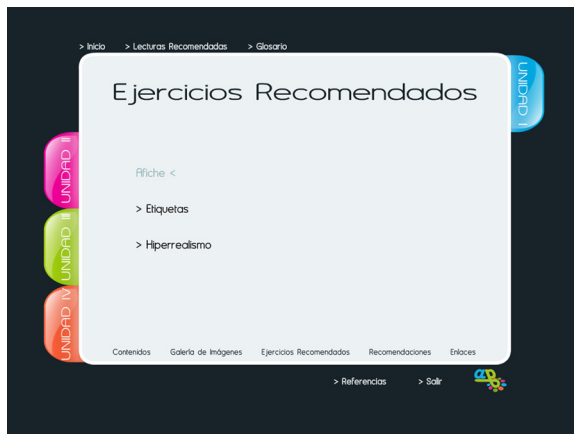 > Inicio > Lecturas Recomendadas > Glosario
Ejercicios Recomendados
UNIDAD I
UNIDAD II
UNIDAD III
UNIDAD IV
Afiche <
> Etiquetas
> Hiperrealismo
Contenidos Galería de Imágenes Ejercicios Recomendados Recomendaciones Enlaces
> Referencias > Salir